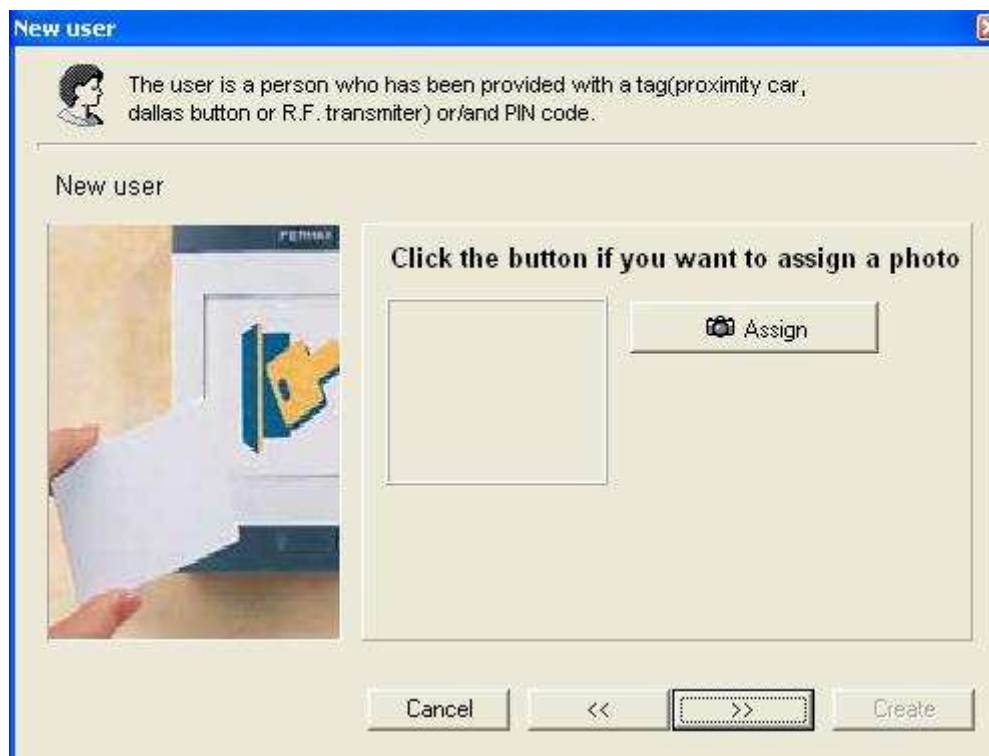 New user
The user is a person who has been provided with a tag(proximity car,
dallas button or R.F. transmiter) or/and PIN code.
New user
FERMAX
Click the button if you want to assign a photo
Assign
Cancel
<<
>>
Create